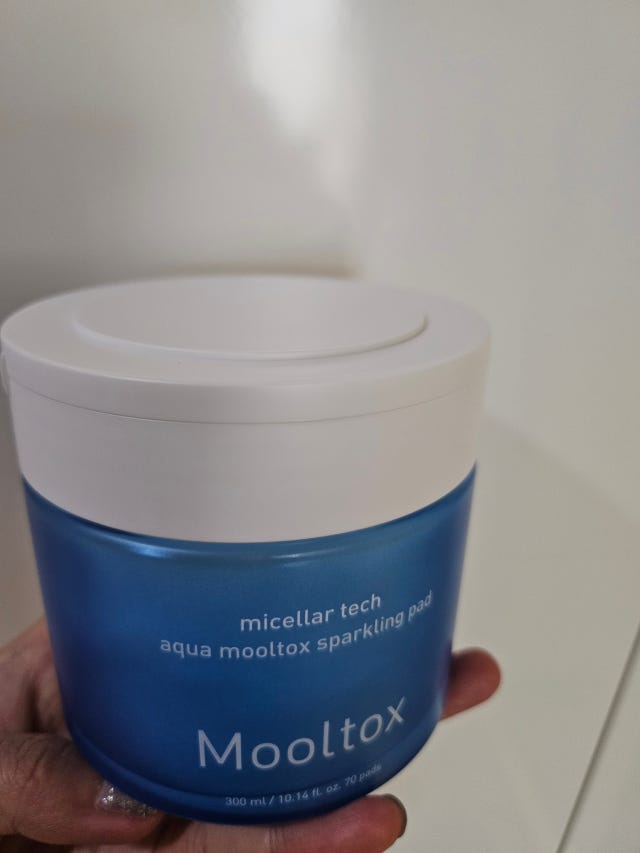 micellar tech
aqua mooltox sparkling pad
Mooltox
300 ml / 10.14 fl. oz. 70 pads